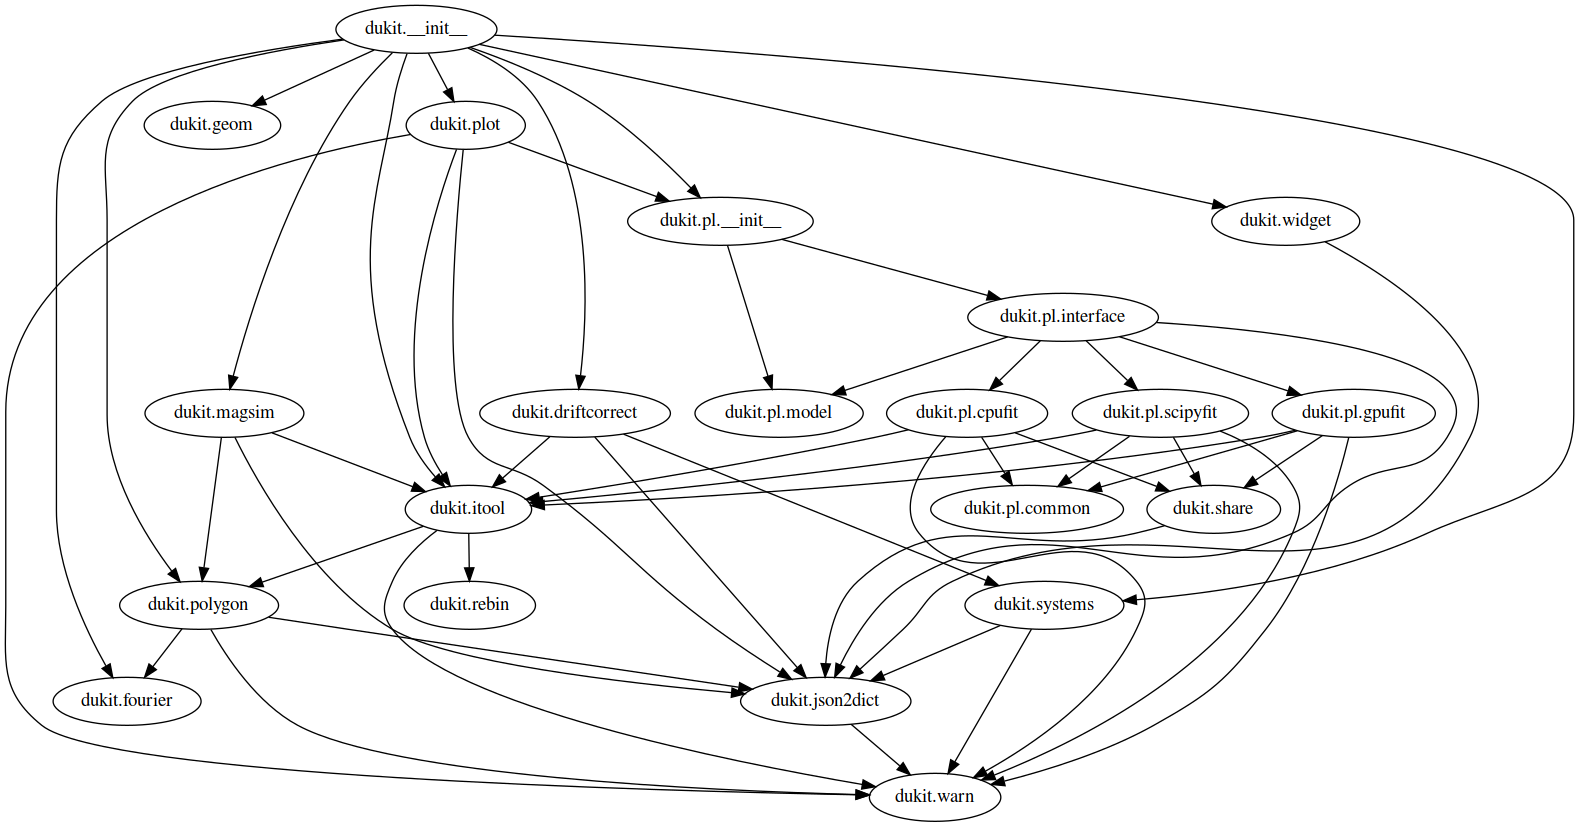 dukit.__init__
dukit.geom
dukit.plot
dukit.pl.__init__
dukit.widget
dukit.pl.interface
dukit.magsim
dukit.driftcorrect
dukit.pl.model
dukit.pl.cpufit
dukit.pl.scipyfit
dukit.pl.gpufit
dukit.itool
dukit.pl.common
dukit.share
dukit.polygon
dukit.rebin
dukit.systems
dukit.fourier
dukit.json2dict
dukit.warn